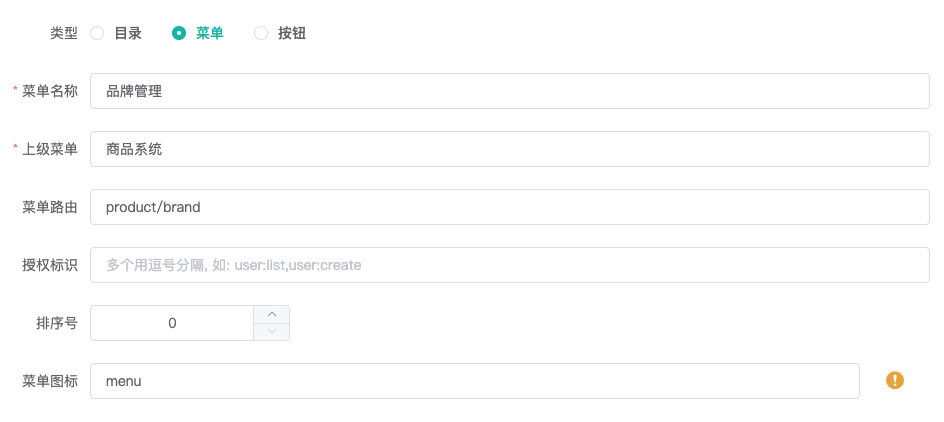 类型 目录 菜单 按钮
* 菜单名称 品牌管理
* 上级菜单 商品系统
菜单路由 product/brand
授权标识 多个用逗号分隔, 如: user:list,user:create
排序号 0
菜单图标 menu